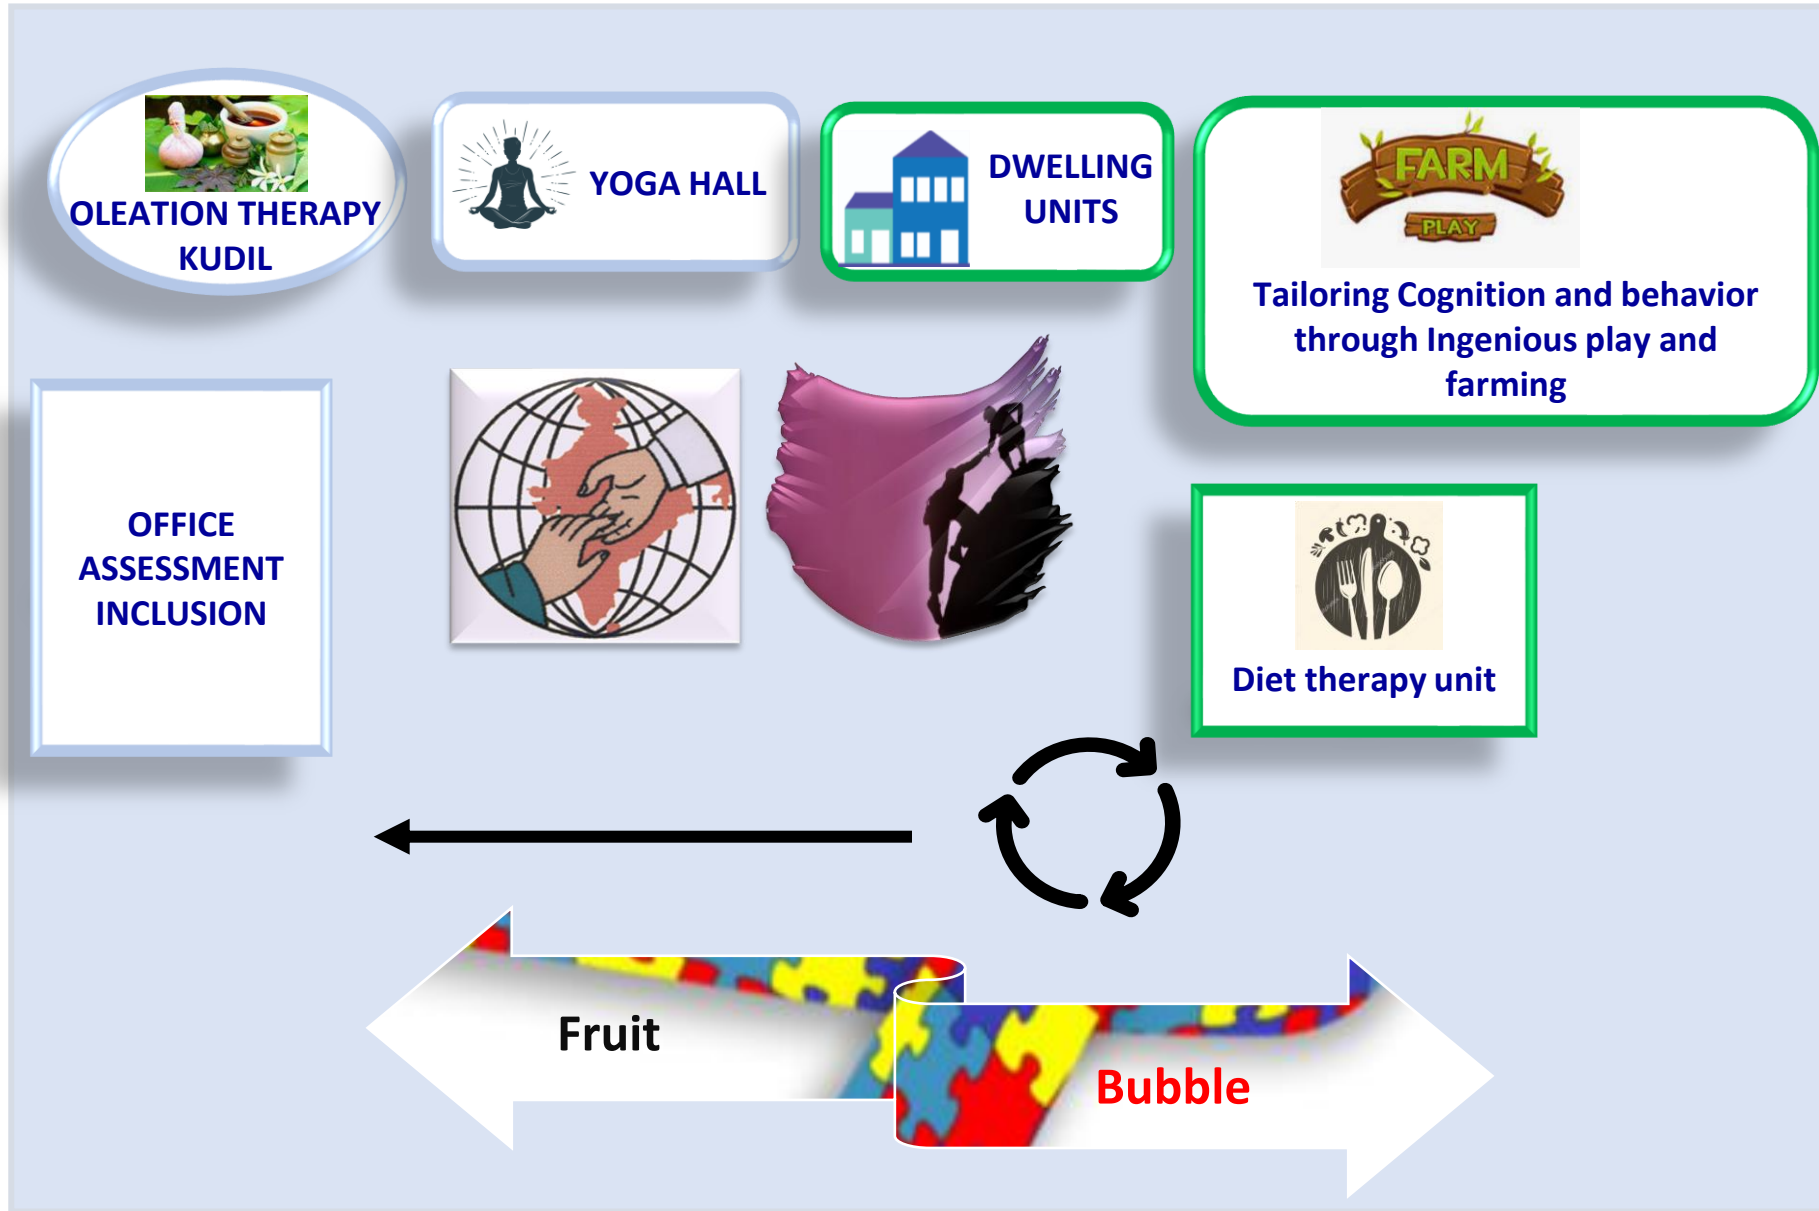 OLEATION THERAPY
KUDIL
YOGA HALL
DWELLING
UNITS
FARM
PLAY
Tailoring Cognition and behavior
through Ingenious play and
farming
OFFICE
ASSESSMENT
INCLUSION
Diet therapy unit
Fruit
Bubble